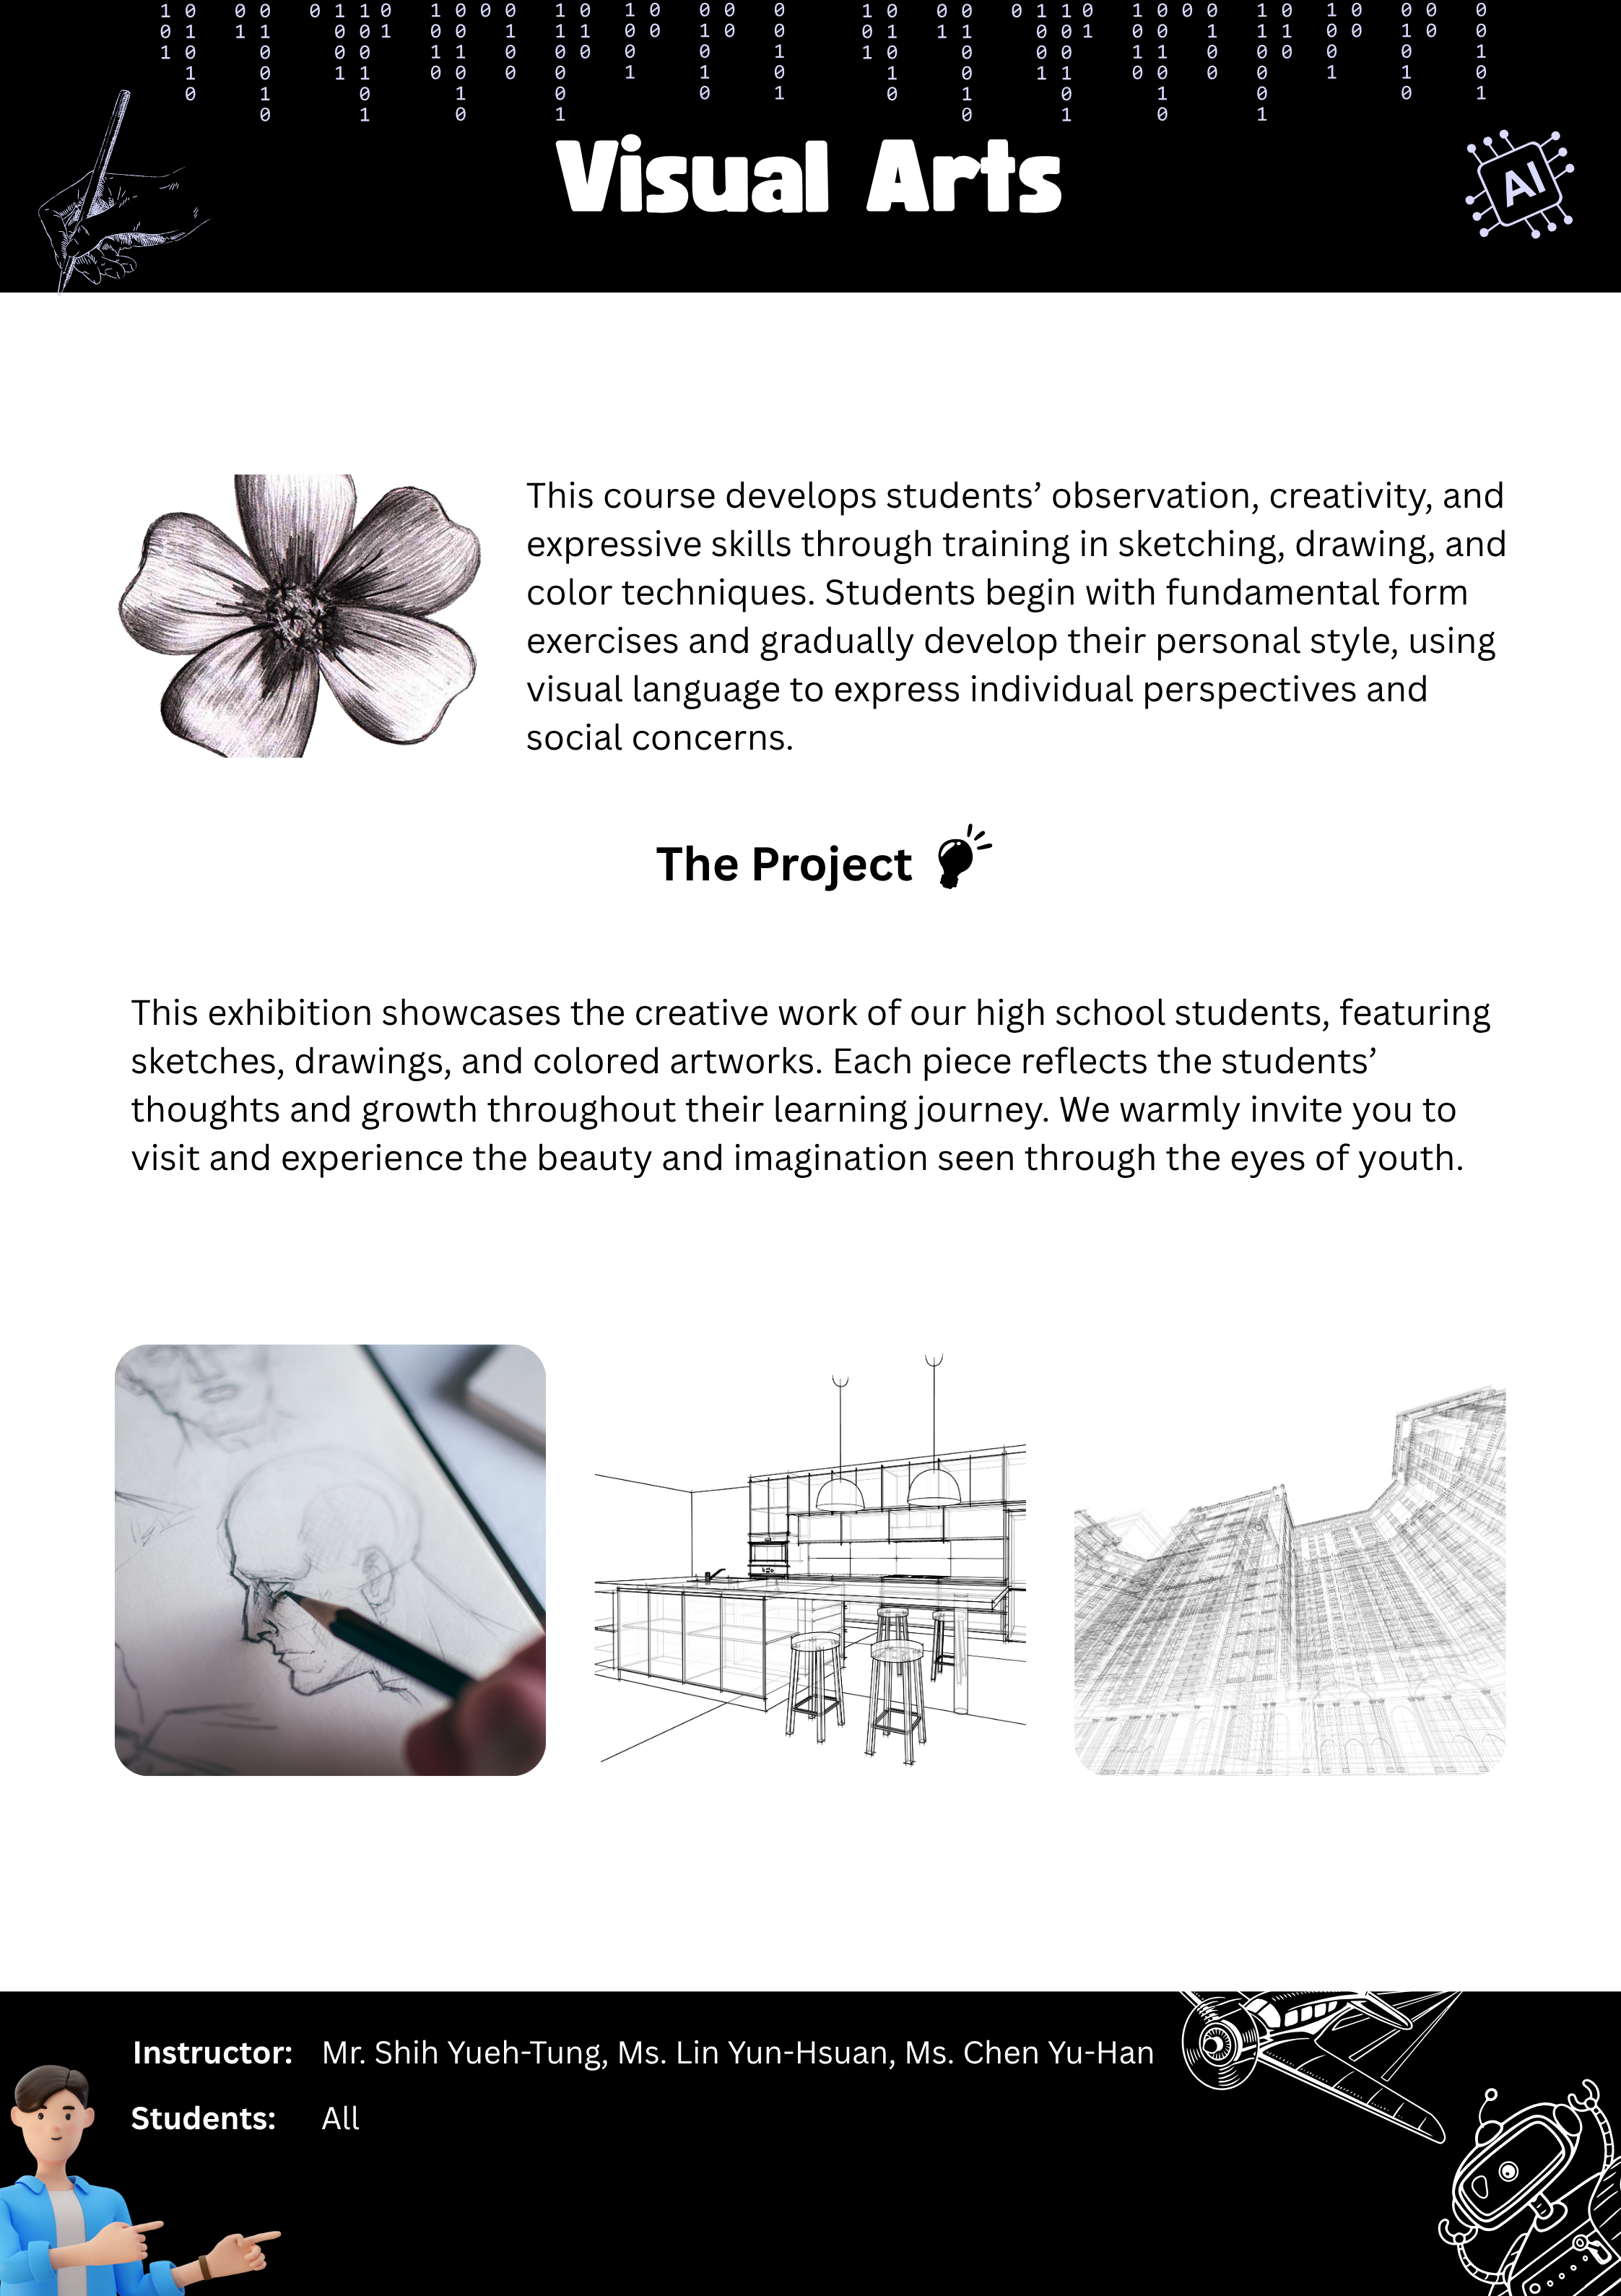 Visual Arts
AI
This course develops students’ observation, creativity, and
expressive skills through training in sketching, drawing, and
color techniques. Students begin with fundamental form
exercises and gradually develop their personal style, using
visual language to express individual perspectives and
social concerns.
The Project
This exhibition showcases the creative work of our high school students, featuring
sketches, drawings, and colored artworks. Each piece reflects the students’
thoughts and growth throughout their learning journey. We warmly invite you to
visit and experience the beauty and imagination seen through the eyes of youth.
Instructor: Mr. Shih Yueh-Tung, Ms. Lin Yun-Hsuan, Ms. Chen Yu-Han
Students: All